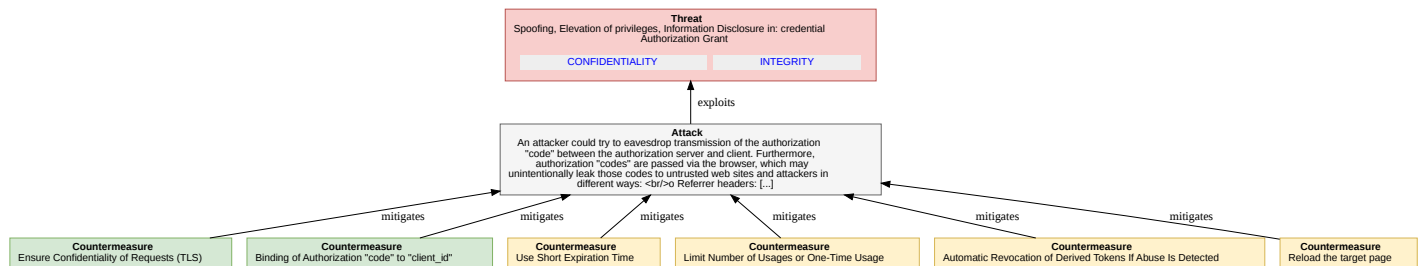 Threat
Spoofing, Elevation of privileges, Information Disclosure in: credential
Authorization Grant
CONFIDENTIALITY INTEGRITY
exploits
Attack
An attacker could try to eavesdrop transmission of the authorization
"code" between the authorization server and client. Furthermore,
authorization "codes" are passed via the browser, which may
unintentionally leak those codes to untrusted web sites and attackers in
different ways: <br/>o Referrer headers: [...]
mitigates mitigates mitigates mitigates mitigates mitigates
Countermeasure
Ensure Confidentiality of Requests (TLS)
Countermeasure
Binding of Authorization "code" to "client_id"
Countermeasure
Use Short Expiration Time
Countermeasure
Limit Number of Usages or One-Time Usage
Countermeasure
Automatic Revocation of Derived Tokens If Abuse Is Detected
Countermeasure
Reload the target page